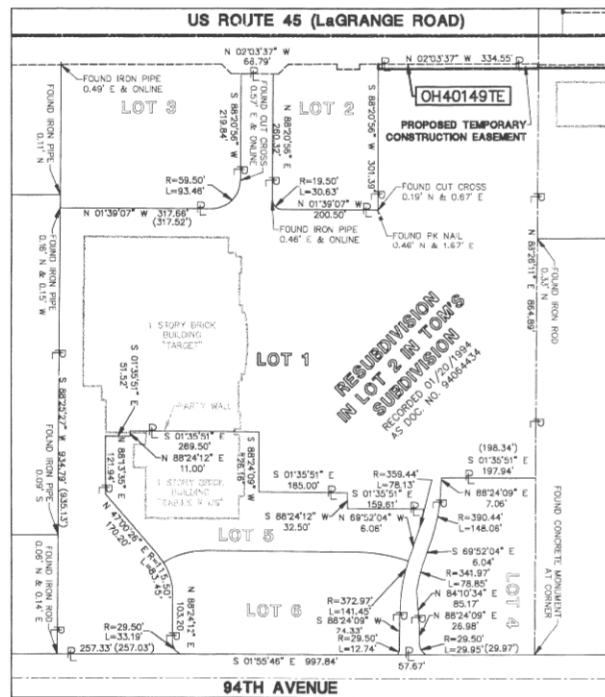 US ROUTE 45 (LaGRANGE ROAD)
N 02°03'37" W
68.79'
N 02°03'37" W 334.55'
FOUND IRON PIPE
0.49' E & ONLINE
LOT 3
S 88°20'56" W
219.84'
FOUND CUT CROSS
0.57' E & ONLINE
N 88°20'56" E
260.32'
LOT 2
S 88°20'56" W
301.39'
OH40149TE
PROPOSED TEMPORARY
CONSTRUCTION EASEMENT
FOUND IRON PIPE
0.11' N
R=59.50'
L=93.46'
R=19.50'
L=30.63'
FOUND CUT CROSS
0.19' N & 0.67' E
N 01°39'07" W 317.66'
(317.52')
N 01°39'07" W
200.50'
FOUND IRON PIPE
0.46' E & ONLINE
FOUND PK NAIL
0.46' N & 1.67' E
FOUND IRON PIPE
0.16' N & 0.15' W
N 88°26'11" E 864.89'
FOUND IRON ROD
0.33' N
1 STORY BRICK
BUILDING
"TARGET"
LOT 1
RESUBDIVISION
IN LOT 2 IN TOM'S
SUBDIVISION
RECORDED 01/20/1994
AS DOC. NO. 94064434
S 01°35'51" E
51.52'
PARTY WALL
S 01°35'51" E
269.50'
N 88°24'12" E
11.00'
S 88°25'27" W 934.79' (935.13')
N 88°13'35" E
121.94'
1 STORY BRICK
BUILDING
"BABIES R US"
S 88°24'09" W
126.16'
S 01°35'51" E
185.00'
R=359.44'
L=78.13'
(198.34')
S 01°35'51" E
197.94'
S 01°35'51" E
159.61'
N 88°24'09" E
7.06'
S 88°24'12" W
32.50'
N 69°52'04" W
6.06'
R=390.44'
L=148.06'
FOUND IRON PIPE
0.09' S
N 47°00'26" E
170.20'
LOT 5
S 69°52'04" E
6.04'
FOUND CONCRETE MONUMENT
AT CORNER
R=115.50'
L=83.45'
R=341.97'
L=78.85'
LOT 4
R=372.97'
L=141.45'
N 84°10'34" E
85.17'
FOUND IRON ROD
0.06' N & 0.14' E
N 88°24'12" E
103.20'
LOT 6
S 88°24'09" W
74.33'
N 88°24'09" E
26.98'
R=29.50'
L=33.19'
R=29.50'
L=12.74'
R=29.50'
L=29.95' (29.97')
257.33' (257.03')
S 01°55'46" E 997.84'
57.67'
94TH AVENUE